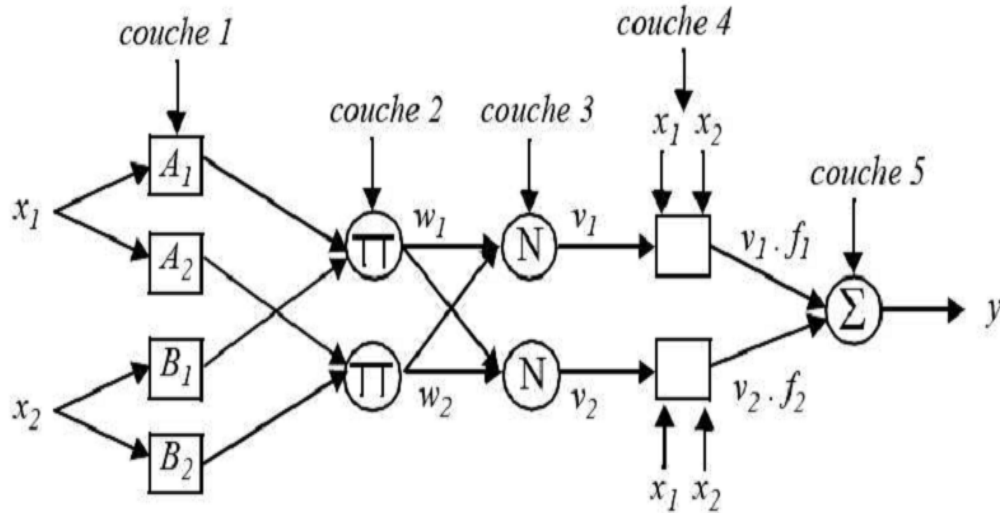 couche 1
couche 4
couche 2
couche 3
x1 x2
couche 5
A1
x1
w1
N
v1
v1 . f1
A2
Π
Σ
y
B1
Π
N
x2
w2
v2
v2 . f2
B2
x1 x2